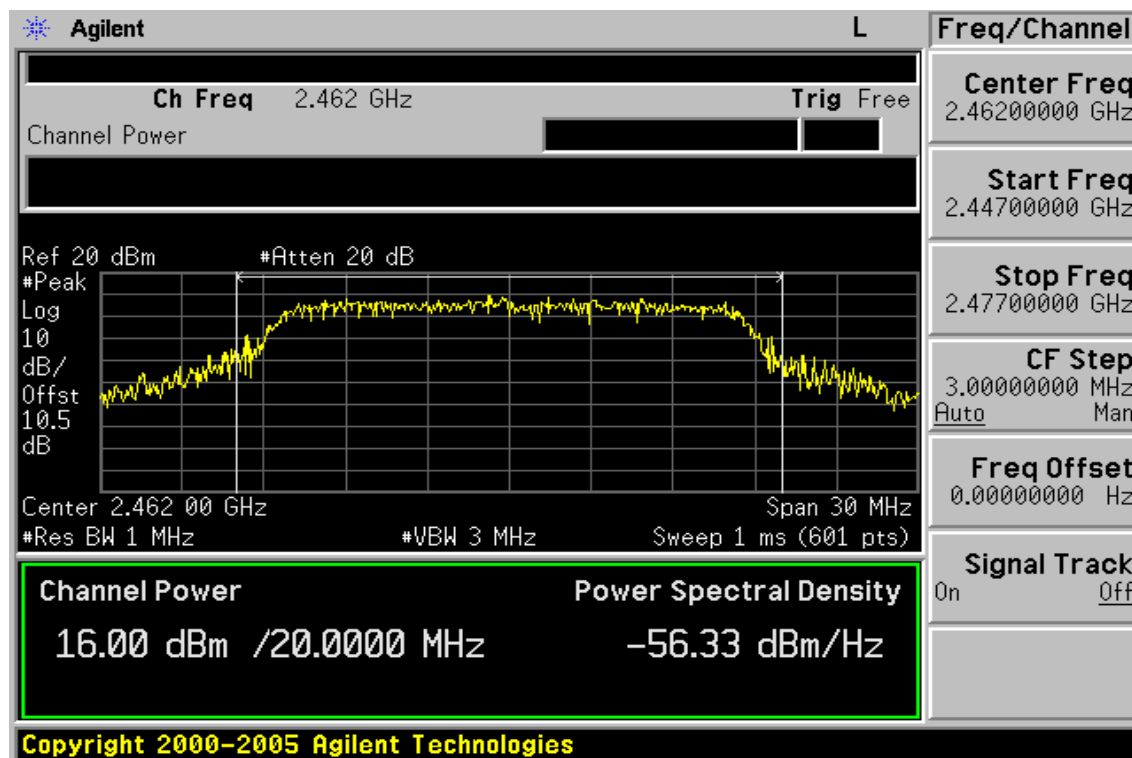 Agilent L Freq/Channel
Ch Freq 2.462 GHz Trig Free
Channel Power
Center Freq
2.46200000 GHz
Start Freq
2.44700000 GHz
Stop Freq
2.47700000 GHz
CF Step
3.00000000 MHz
Auto Man
Freq Offset
0.00000000 Hz
Signal Track
On Off
Ref 20 dBm #Atten 20 dB
#Peak
Log
10
dB/
Offst
10.5
dB
Center 2.462 00 GHz Span 30 MHz
#Res BW 1 MHz #VBW 3 MHz Sweep 1 ms (601 pts)
Channel Power Power Spectral Density
16.00 dBm /20.0000 MHz -56.33 dBm/Hz
Copyright 2000-2005 Agilent Technologies